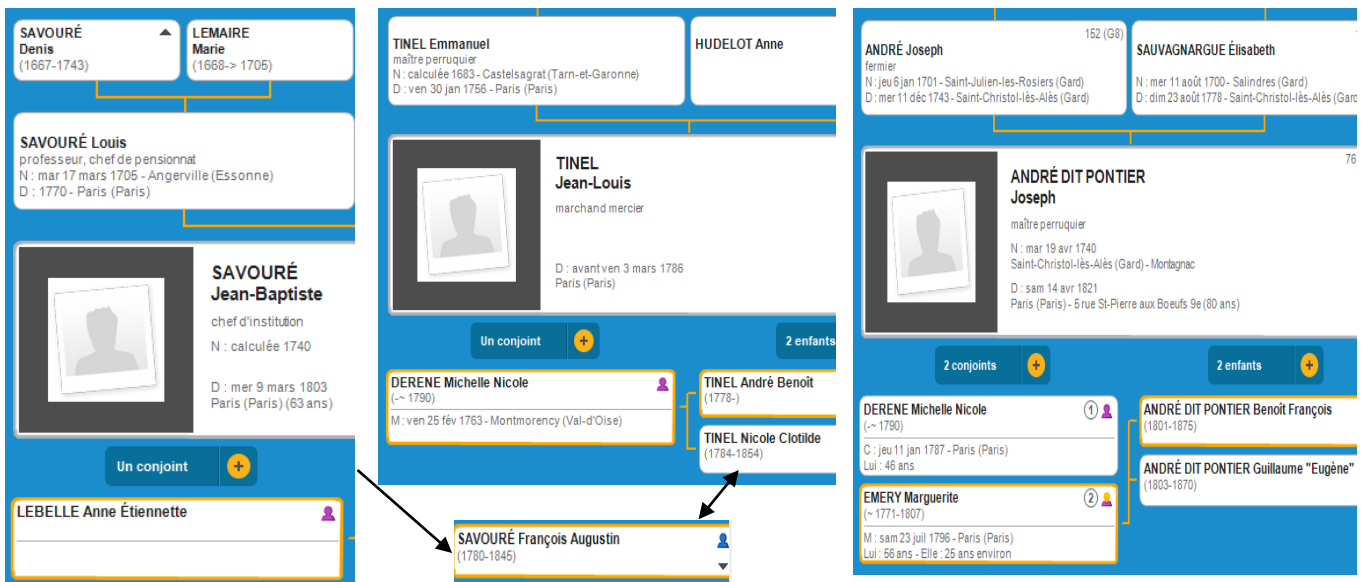 SAVOURÉ
Denis
(1667-1743)
LEMAIRE
Marie
(1668-> 1705)
SAVOURÉ Louis
professeur, chef de pensionnat
N : mar 17 mars 1705 - Angerville (Essonne)
D : 1770 - Paris (Paris)
SAVOURÉ
Jean-Baptiste
chef d'institution
N : calculée 1740
D : mer 9 mars 1803
Paris (Paris) (63 ans)
Un conjoint
LEBELLE Anne Étiennette
TINEL Emmanuel
maître perruquier
N : calculée 1683 - Castelsagrat (Tarn-et-Garonne)
D : ven 30 jan 1756 - Paris (Paris)
HUDELOT Anne
TINEL
Jean-Louis
marchand mercier
D : avant ven 3 mars 1786
Paris (Paris)
Un conjoint
2 enfants
DERENE Michelle Nicole
(-~ 1790)
M : ven 25 fév 1763 - Montmorency (Val-d'Oise)
TINEL André Benoît
(1778-)
TINEL Nicole Clotilde
(1784-1854)
SAVOURÉ François Augustin
(1780-1845)
152 (G8)
ANDRÉ Joseph
fermier
N : jeu 6 jan 1701 - Saint-Julien-les-Rosiers (Gard)
D : mer 11 déc 1743 - Saint-Christol-lès-Alès (Gard)
SAUVAGNARGUE Élisabeth
N : mer 11 août 1700 - Salindres (Gard)
D : dim 23 août 1778 - Saint-Christol-lès-Alès (Gard
76
ANDRÉ DIT PONTIER
Joseph
maître perruquier
N : mar 19 avr 1740
Saint-Christol-lès-Alès (Gard) - Montagnac
D : sam 14 avr 1821
Paris (Paris) - 5 rue St-Pierre aux Boeufs 9e (80 ans)
2 conjoints
2 enfants
DERENE Michelle Nicole
1
(-~ 1790)
C : jeu 11 jan 1787 - Paris (Paris)
Lui : 46 ans
EMERY Marguerite
2
(~ 1771-1807)
M : sam 23 juil 1796 - Paris (Paris)
Lui : 56 ans - Elle : 25 ans environ
ANDRÉ DIT PONTIER Benoît François
(1801-1875)
ANDRÉ DIT PONTIER Guillaume "Eugène"
(1803-1870)